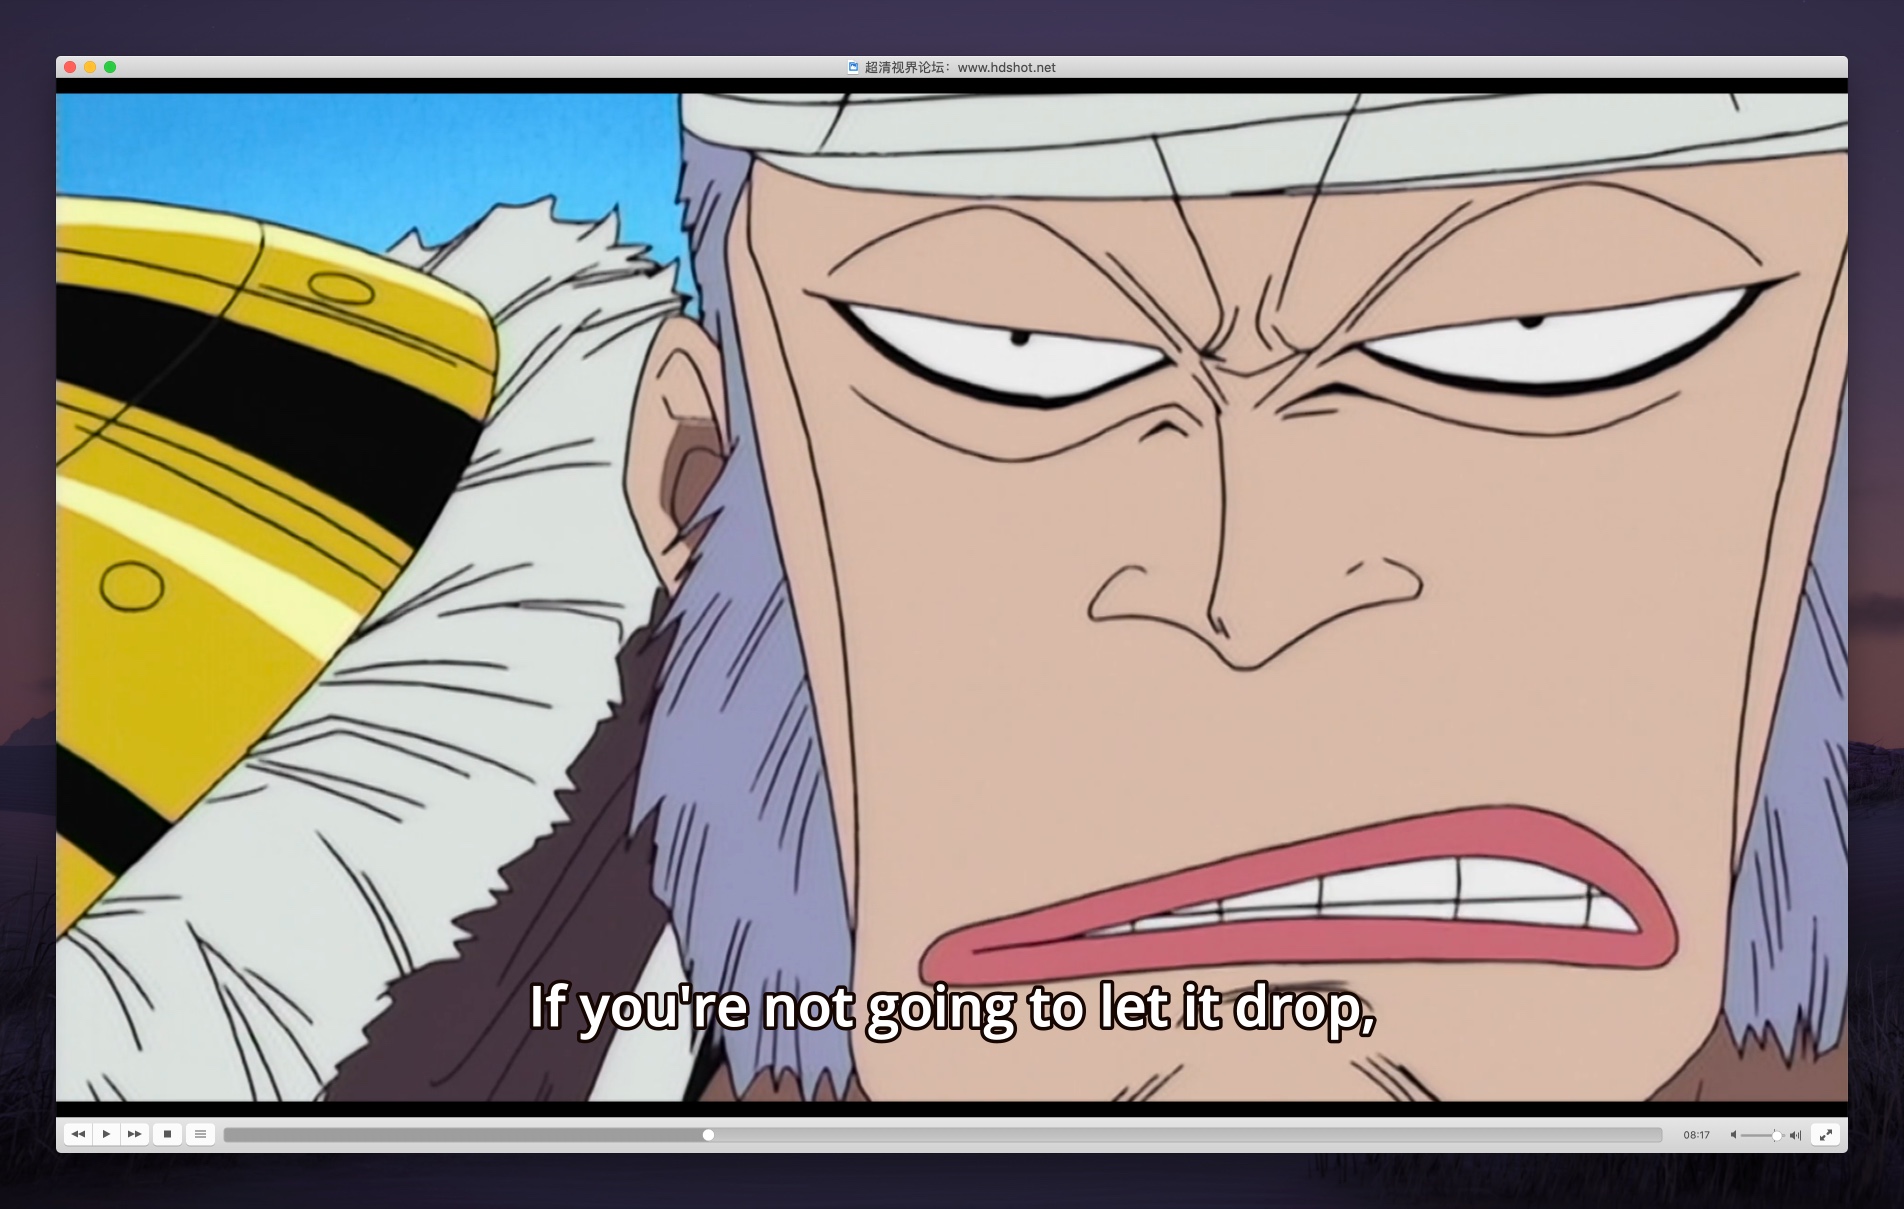 超清视界论坛：www.hdshot.net
If you're not going to let it drop,
08:17